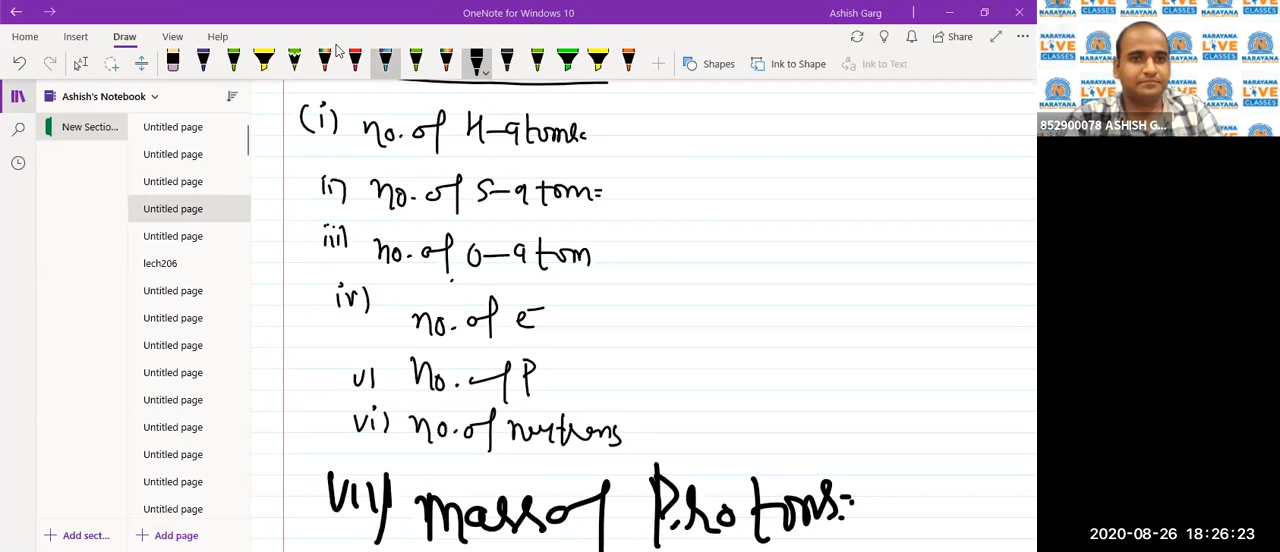 OneNote for Windows 10
Ashish Garg
Home Insert Draw View Help
Share
Shapes
Ink to Shape
Ink to Text
Ashish's Notebook
New Sectio...
Untitled page
Untitled page
Untitled page
Untitled page
Untitled page
lech206
Untitled page
Untitled page
Untitled page
Untitled page
Untitled page
Untitled page
Untitled page
Untitled page
Untitled page
Add sect...
Add page
(i) no. of H-atoms=
ii) no. of S-atom=
iii) no. of O-atom
iv) no. of e-
v) No. of P
vi) no. of neutrons
vii) mass of Protons=
NARAYANA
LIVE
CLASSES
852900078 ASHISH G...
2020-08-26 18:26:23